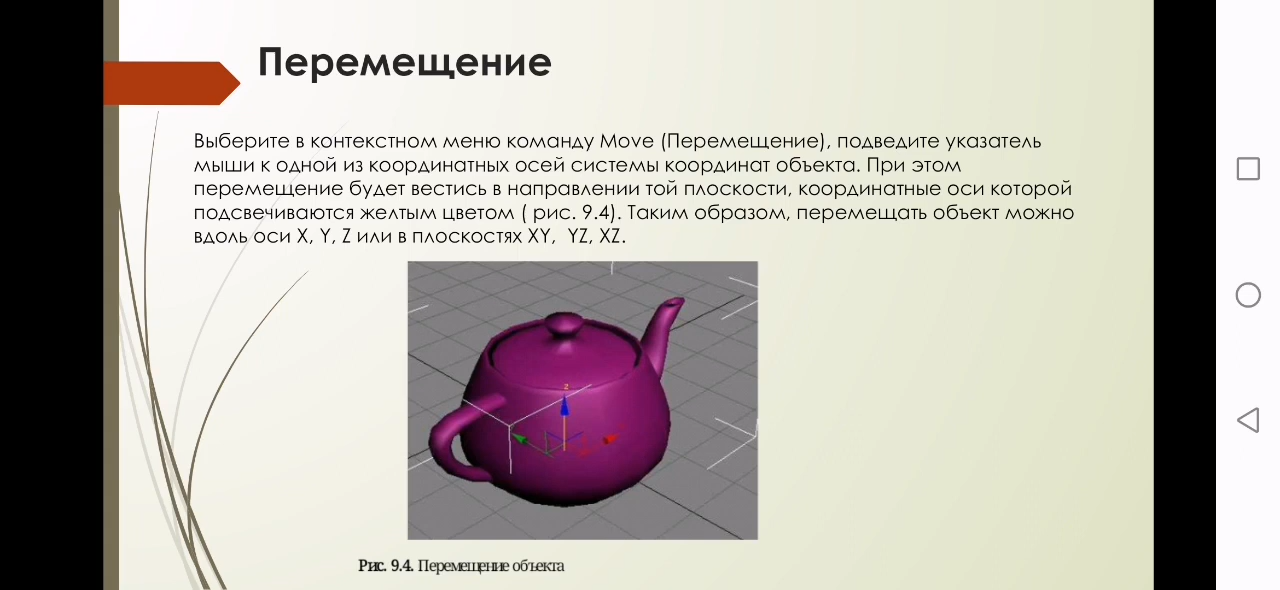 Перемещение
Выберите в контекстном меню команду Move (Перемещение), подведите указатель
мыши к одной из координатных осей системы координат объекта. При этом
перемещение будет вестись в направлении той плоскости, координатные оси которой
подсвечиваются желтым цветом ( рис. 9.4). Таким образом, перемещать объект можно
вдоль оси X, Y, Z или в плоскостях XY,  YZ, XZ.
z
Рис. 9.4. Перемещение объекта